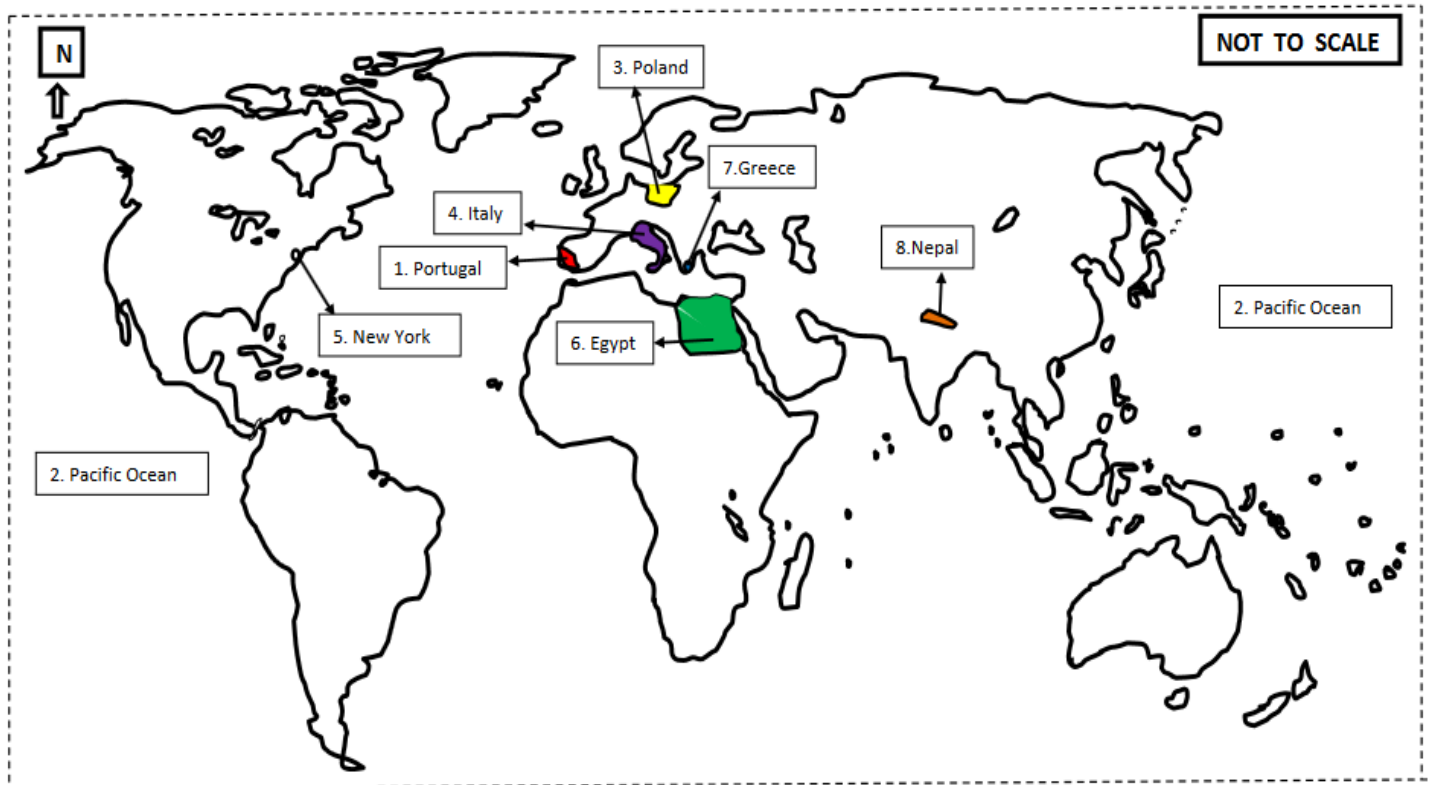 N
NOT TO SCALE
3. Poland
7.Greece
4. Italy
8.Nepal
1. Portugal
2. Pacific Ocean
5. New York
6. Egypt
2. Pacific Ocean